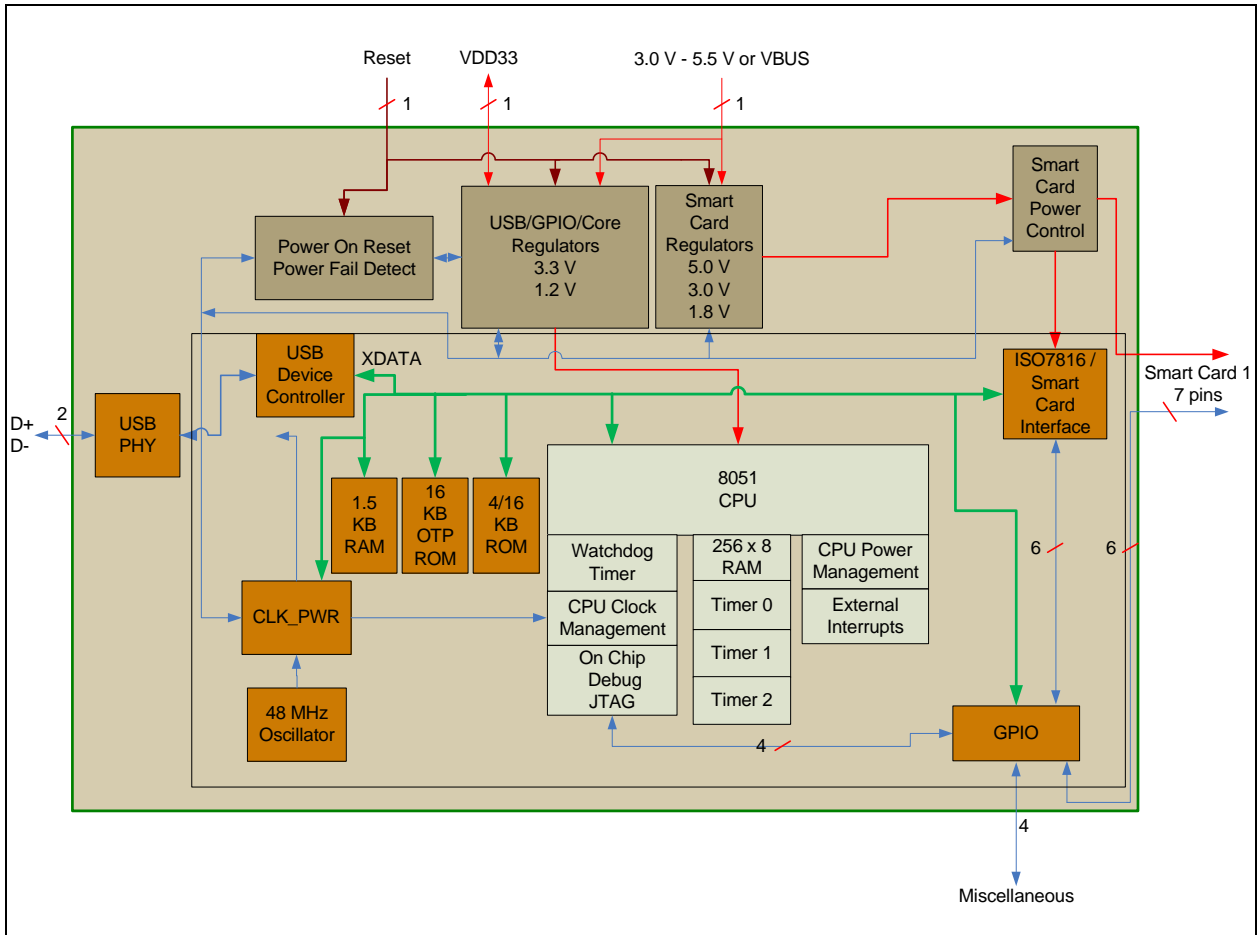 Reset
VDD33
3.0 V - 5.5 V or VBUS
1
1
1
Power On Reset
Power Fail Detect
USB/GPIO/Core
Regulators
3.3 V
1.2 V
Smart
Card
Regulators
5.0 V
3.0 V
1.8 V
Smart
Card
Power
Control
USB
Device
Controller
XDATA
ISO7816 /
Smart
Card
Interface
Smart Card 1
7 pins
D+
D-
2
USB
PHY
1.5
KB
RAM
16
KB
OTP
ROM
4/16
KB
ROM
8051
CPU
Watchdog
Timer
CPU Clock
Management
On Chip
Debug
JTAG
256 x 8
RAM
Timer 0
Timer 1
Timer 2
CPU Power
Management
External
Interrupts
6
6
CLK_PWR
48 MHz
Oscillator
4
GPIO
4
Miscellaneous